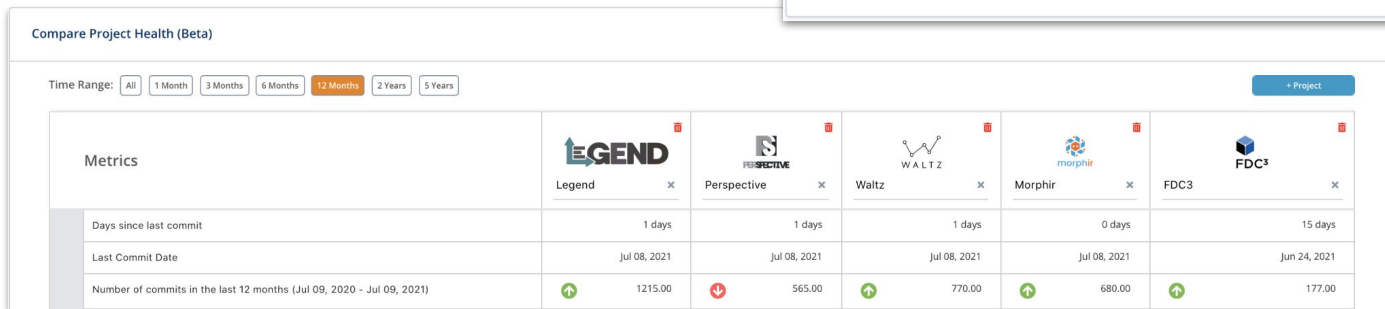 Compare Project Health (Beta)
Time Range: All 1 Month 3 Months 6 Months 12 Months 2 Years 5 Years + Project
Metrics LEGEND PERSPECTIVE WALTZ morphir FDC³
Legend × Perspective × Waltz × Morphir × FDC3 ×
Days since last commit 1 days 1 days 1 days 0 days 15 days
Last Commit Date Jul 08, 2021 Jul 08, 2021 Jul 08, 2021 Jul 08, 2021 Jun 24, 2021
Number of commits in the last 12 months (Jul 09, 2020 - Jul 09, 2021) 1215.00 565.00 770.00 680.00 177.00